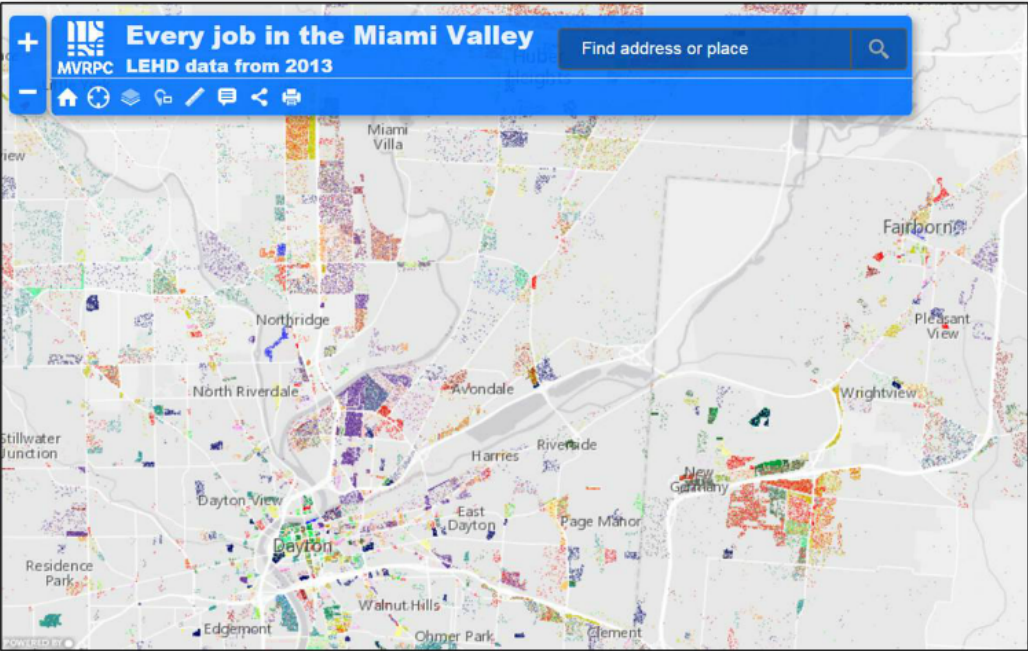 Every job in the Miami Valley
MVRPC
LEHD data from 2013
Find address or place
Miami
Villa
Fairborn
Northridge
Pleasant
View
North Riverdale
Avondale
Wrightview
Stillwater
Junction
Harries
Riverside
New
Germany
Dayton View
East
Dayton
Page Manor
Dayton
Residence
Park
Walnut Hills
Edgemont
Ohmer Park
Clement
POWERED BY